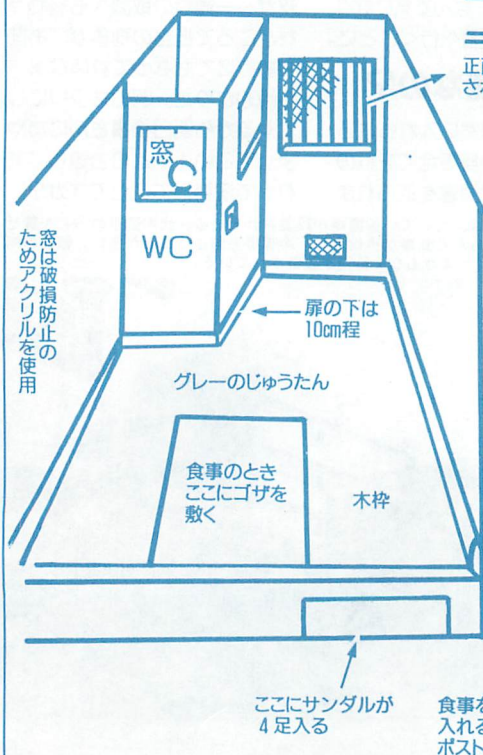 正面
され
窓
WC
窓は破損防止の
ためアクリルを使用
扉の下は
10cm程
グレーのじゅうたん
食事のとき
ここにゴザを
敷く
木枠
ここにサンダルが
4足入る
食事を
入れる
ポスト